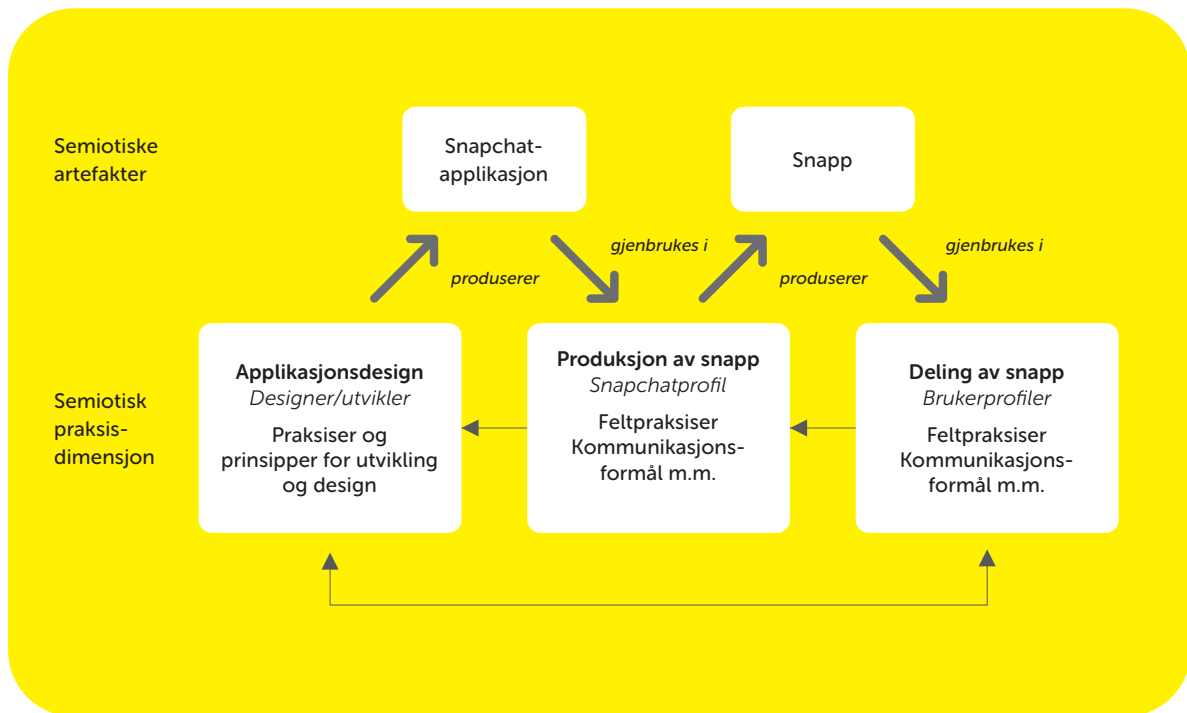 Semiotiske
artefakter
Snapchat-
applikasjon
Snapp
produserer
gjenbrukes i
produserer
gjenbrukes i
Semiotisk
praksis-
dimensjon
Applikasjonsdesign
Designer/utvikler
Praksiser og
prinsipper for utvikling
og design
Produksjon av snapp
Snapchatprofil
Feltpraksiser
Kommunikasjons-
formål m.m.
Deling av snapp
Brukerprofiler
Feltpraksiser
Kommunikasjons-
formål m.m.